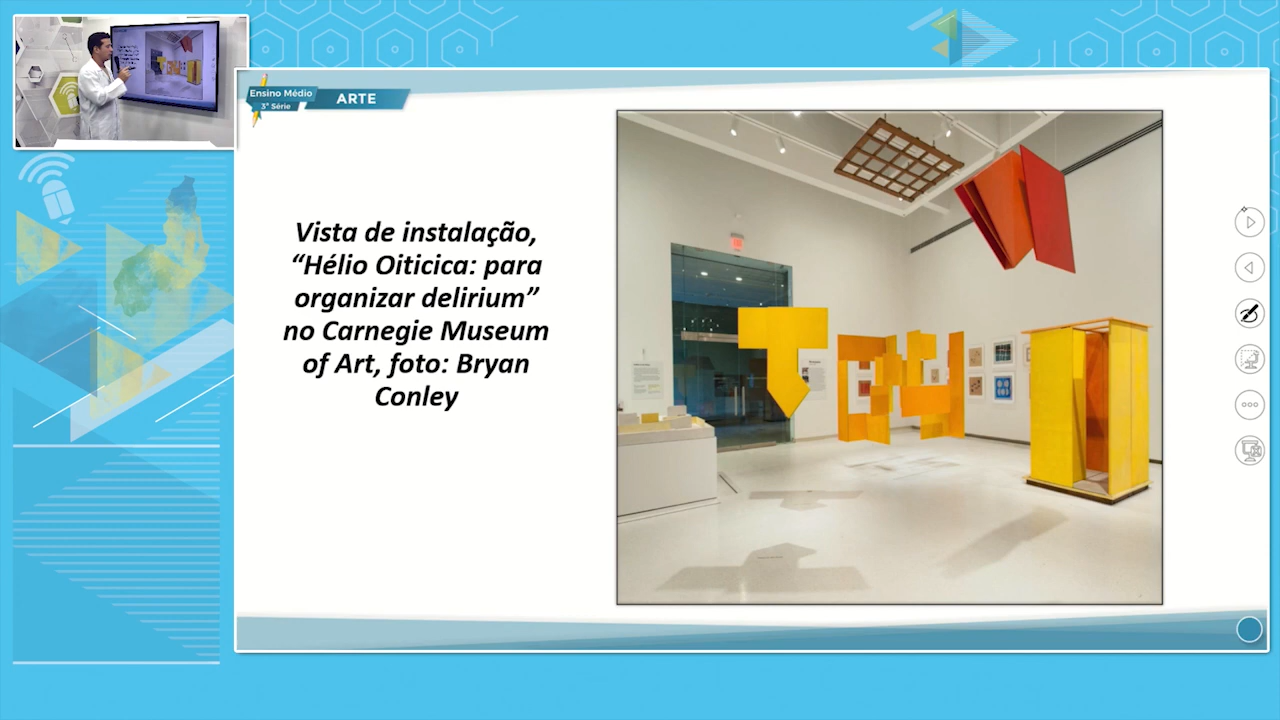 Ensino Médio
3ª Série
ARTE
Vista de instalação,
“Hélio Oiticica: para
organizar delirium”
no Carnegie Museum
of Art, foto: Bryan
Conley